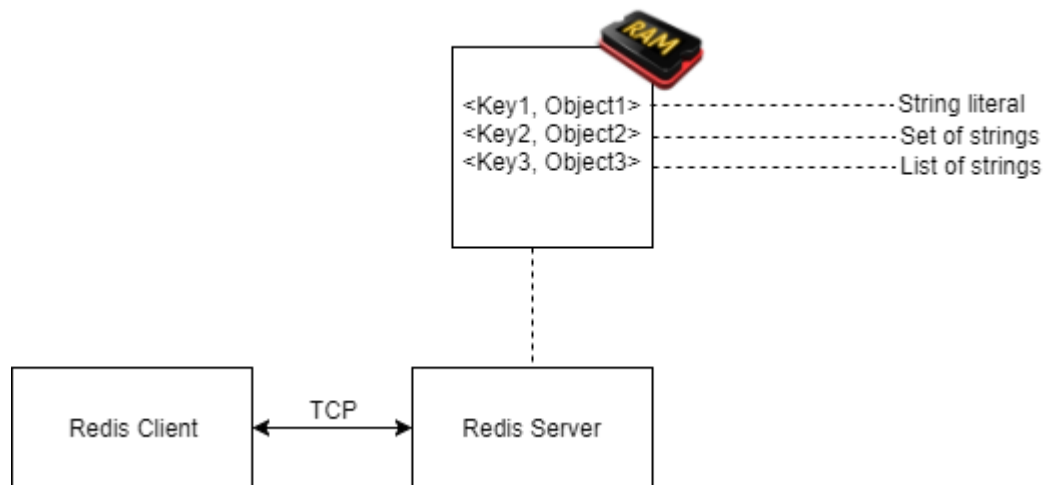 RAM
<Key1, Object1>
String literal
<Key2, Object2>
Set of strings
<Key3, Object3>
List of strings
Redis Client
TCP
Redis Server